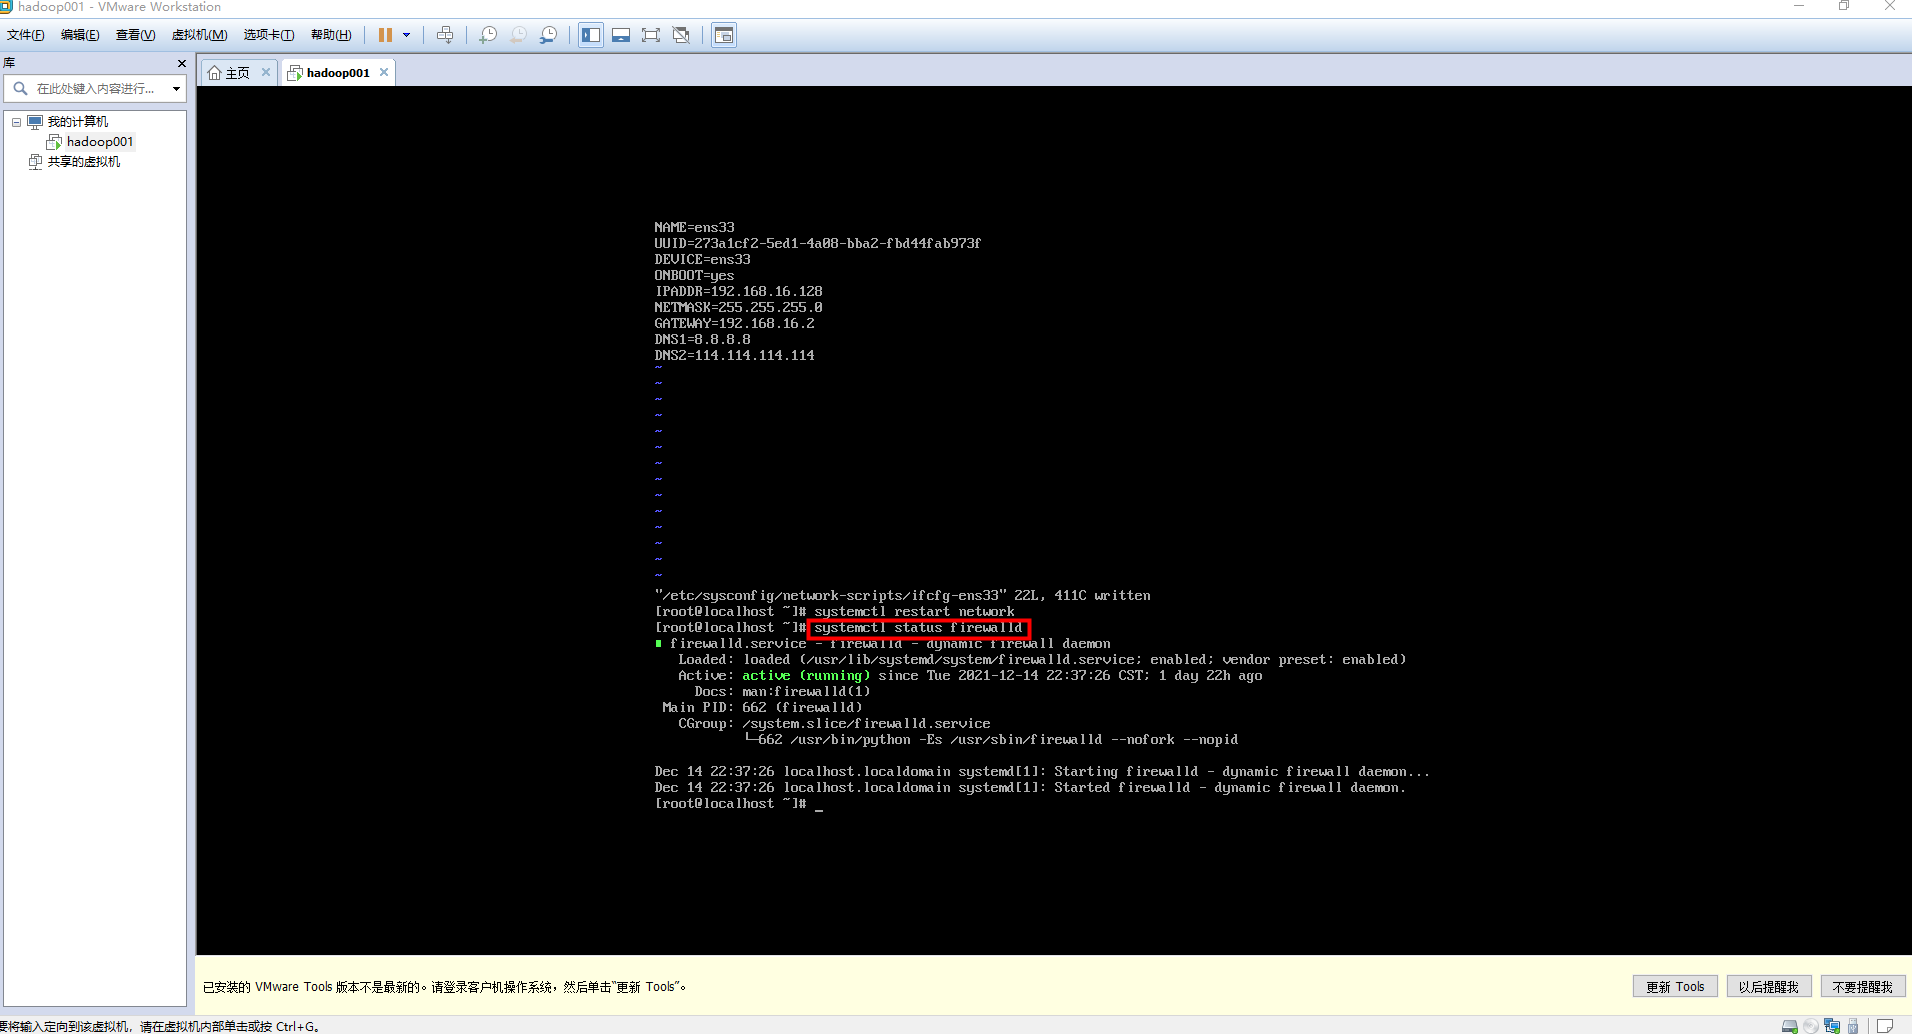 hadoop001 - VMware Workstation
文件(F) 编辑(E) 查看(V) 虚拟机(M) 选项卡(T) 帮助(H)
库
在此处键入内容进行...
我的计算机
hadoop001
共享的虚拟机
主页 hadoop001
NAME=ens33
UUID=273a1cf2-5ed1-4a08-bba2-fbd44fab973f
DEVICE=ens33
ONBOOT=yes
IPADDR=192.168.16.128
NETMASK=255.255.255.0
GATEWAY=192.168.16.2
DNS1=8.8.8.8
DNS2=114.114.114.114
~
~
~
~
~
~
~
~
~
~
~
~
~
~
"/etc/sysconfig/network-scripts/ifcfg-ens33" 22L, 411C written
[root@localhost ~]# systemctl restart network
[root@localhost ~]# systemctl status firewalld
firewalld.service - firewalld - dynamic firewall daemon
Loaded: loaded (/usr/lib/systemd/system/firewalld.service; enabled; vendor preset: enabled)
Active: active (running) since Tue 2021-12-14 22:37:26 CST; 1 day 22h ago
Docs: man:firewalld(1)
Main PID: 662 (firewalld)
CGroup: /system.slice/firewalld.service
└─662 /usr/bin/python -Es /usr/sbin/firewalld --nofork --nopid
Dec 14 22:37:26 localhost.localdomain systemd[1]: Starting firewalld - dynamic firewall daemon...
Dec 14 22:37:26 localhost.localdomain systemd[1]: Started firewalld - dynamic firewall daemon.
[root@localhost ~]# _
已安装的 VMware Tools 版本不是最新的。请登录客户机操作系统，然后单击“更新 Tools”。
更新 Tools 以后提醒我 不要提醒我
要将输入定向到该虚拟机，请在虚拟机内部单击或按 Ctrl+G。